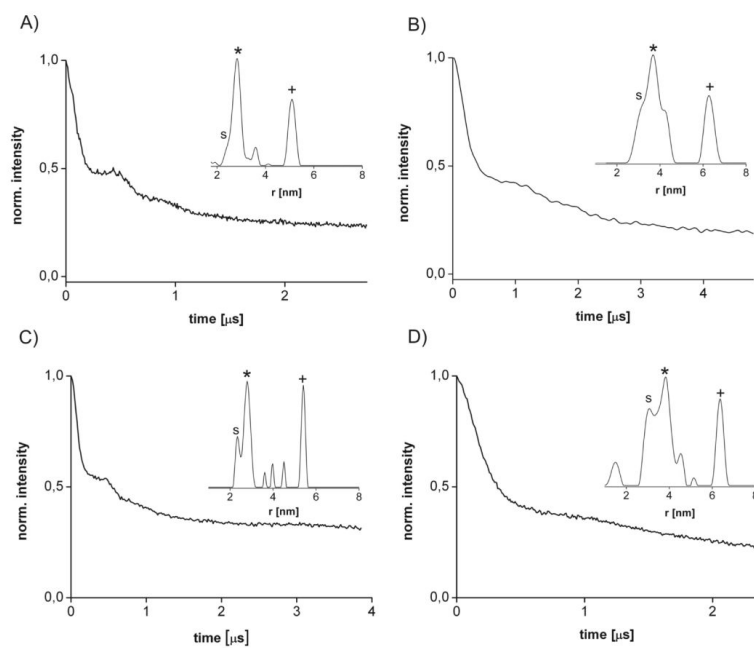 A)
1,0
0,5
0,0
norm. intensity
0 1 2
time [μs]
s * +
2 4 6 8
r [nm]
B)
1,0
0,5
0,0
norm. intensity
0 1 2 3 4
time [μs]
s * +
2 4 6 8
r [nm]
C)
1,0
0,5
0,0
norm. intensity
0 1 2 3 4
time [μs]
s * +
2 4 6 8
r [nm]
D)
1,0
0,5
0,0
norm. intensity
0 1 2
time [μs]
s * +
2 4 6 8
r [nm]